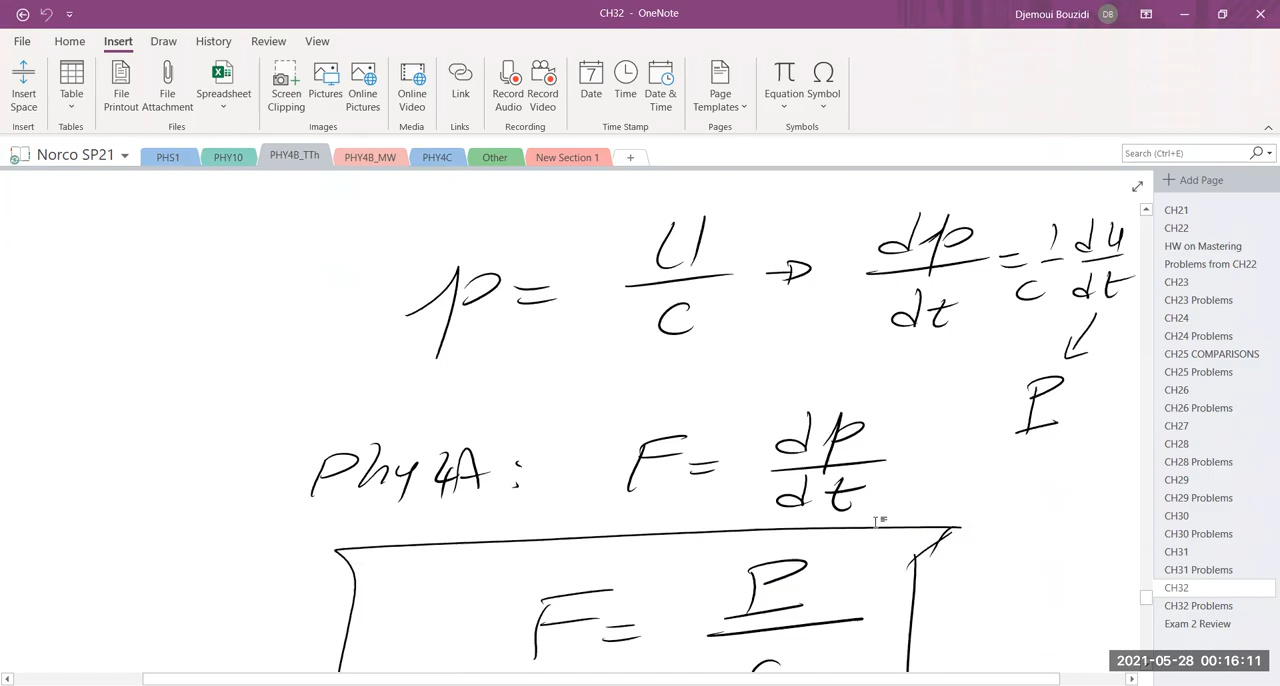 CH32 - OneNote
Djemoui Bouzidi DB
File Home Insert Draw History Review View
Insert Space
Table
File Printout
File Attachment
Spreadsheet
Screen Clipping
Pictures
Online Pictures
Online Video
Link
Record Audio
Record Video
Date
Time
Date & Time
Page Templates
Equation
Symbol
Insert Tables Files Images Media Links Recording Time Stamp Pages Symbols
Norco SP21 PHS1 PHY10 PHY4B_TTh PHY4B_MW PHY4C Other New Section 1 +
Search (Ctrl+E)
Add Page
CH21
CH22
HW on Mastering
Problems from CH22
CH23
CH23 Problems
CH24
CH24 Problems
CH25 COMPARISONS
CH25 Problems
CH26
CH26 Problems
CH27
CH28
CH28 Problems
CH29
CH29 Problems
CH30
CH30 Problems
CH31
CH31 Problems
CH32
CH32 Problems
Exam 2 Review
p = U/c → dp/dt = 1/c du/dt
P
Phy 4A: F = dp/dt
F = P/c
2021-05-28 00:16:11